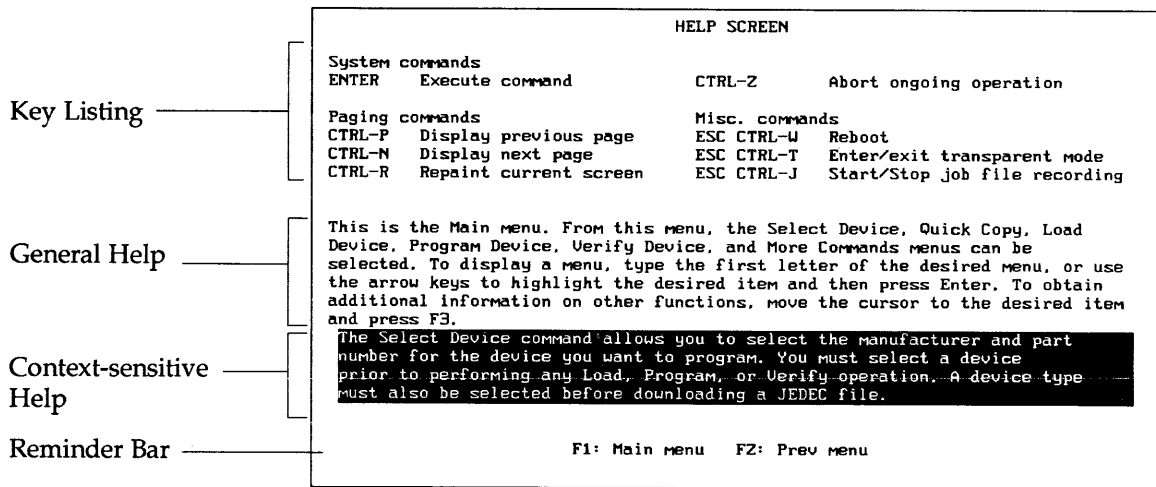 HELP SCREEN
System commands
ENTER Execute command CTRL-Z Abort ongoing operation
Key Listing
Paging commands Misc. commands
CTRL-P Display previous page ESC CTRL-W Reboot
CTRL-N Display next page ESC CTRL-T Enter/exit transparent mode
CTRL-R Repaint current screen ESC CTRL-J Start/Stop job file recording
General Help
This is the Main menu. From this menu, the Select Device, Quick Copy, Load
Device, Program Device, Verify Device, and More Commands menus can be
selected. To display a menu, type the first letter of the desired menu, or use
the arrow keys to highlight the desired item and then press Enter. To obtain
additional information on other functions, move the cursor to the desired item
and press F3.
Context-sensitive
Help
The Select Device command allows you to select the manufacturer and part
number for the device you want to program. You must select a device
prior to performing any Load, Program, or Verify operation. A device type
must also be selected before downloading a JEDEC file.
Reminder Bar
F1: Main menu F2: Prev menu